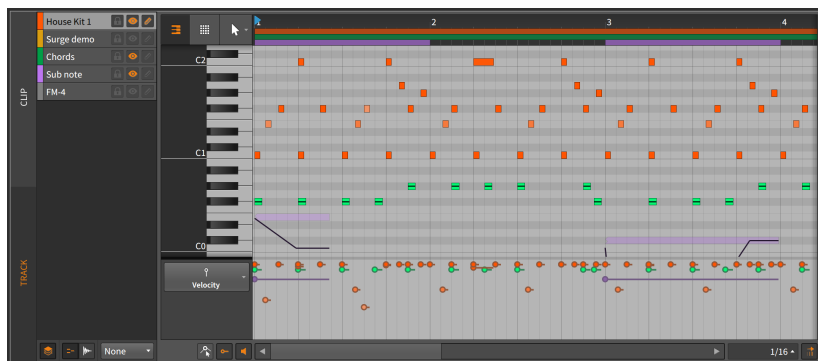 House Kit 1
Surge demo
Chords
Sub note
FM-4
CLIP
TRACK
1 2 3 4
C2
C1
C0
Velocity
None
1/16